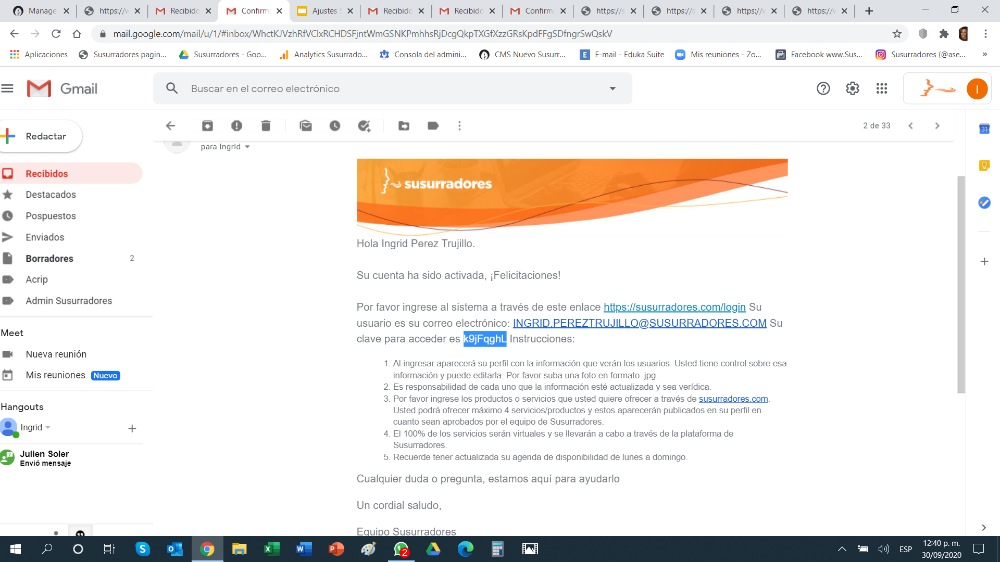 Manage
https://w
Recibido
Confirm
Ajustes S
Recibido
Recibido
Confirma
https://s
https://s
https://w
https://w
mail.google.com/mail/u/1/#inbox/WhctKJVzhRfVClxRCHDSFjntWmGSNKPmhhsRjDcgQkpTXGfXzzGRsKpdFFgSDfngrSwQskV
Aplicaciones
Susurradores pagin...
Susurradores - Goo...
Analytics Susurrado...
Consola del admini...
CMS Nuevo Susurr...
E
E-mail - Eduka Suite
Mis reuniones - Zo...
Facebook www.Sus...
Susurradores (@ase...
»
Gmail
Buscar en el correo electrónico
I
Redactar
2 de 33
31
para Ingrid
Recibidos
Destacados
Pospuestos
Enviados
Borradores 2
Acrip
Admin Susurradores
Meet
Nueva reunión
Mis reuniones Nuevo
Hangouts
Ingrid
Julien Soler
Envió mensaje
susurradores
Hola Ingrid Perez Trujillo.
Su cuenta ha sido activada, ¡Felicitaciones!
Por favor ingrese al sistema a través de este enlace https://susurradores.com/login Su
usuario es su correo electrónico: INGRID.PEREZTRUJILLO@SUSURRADORES.COM Su
clave para acceder es k9jFqghL Instrucciones:
1. Al ingresar aparecerá su perfil con la información que verán los usuarios. Usted tiene control sobre esa
información y puede editarla. Por favor suba una foto en formato .jpg.
2. Es responsabilidad de cada uno que la información esté actualizada y sea verídica.
3. Por favor ingrese los productos o servicios que usted quiere ofrecer a través de susurradores.com.
Usted podrá ofrecer máximo 4 servicios/productos y estos aparecerán publicados en su perfil en
cuanto sean aprobados por el equipo de Susurradores.
4. El 100% de los servicios serán virtuales y se llevarán a cabo a través de la plataforma de
Susurradores.
5. Recuerde tener actualizada su agenda de disponibilidad de lunes a domingo.
Cualquier duda o pregunta, estamos aquí para ayudarlo
Un cordial saludo,
Equipo Susurradores
2
ESP
12:40 p. m.
30/09/2020